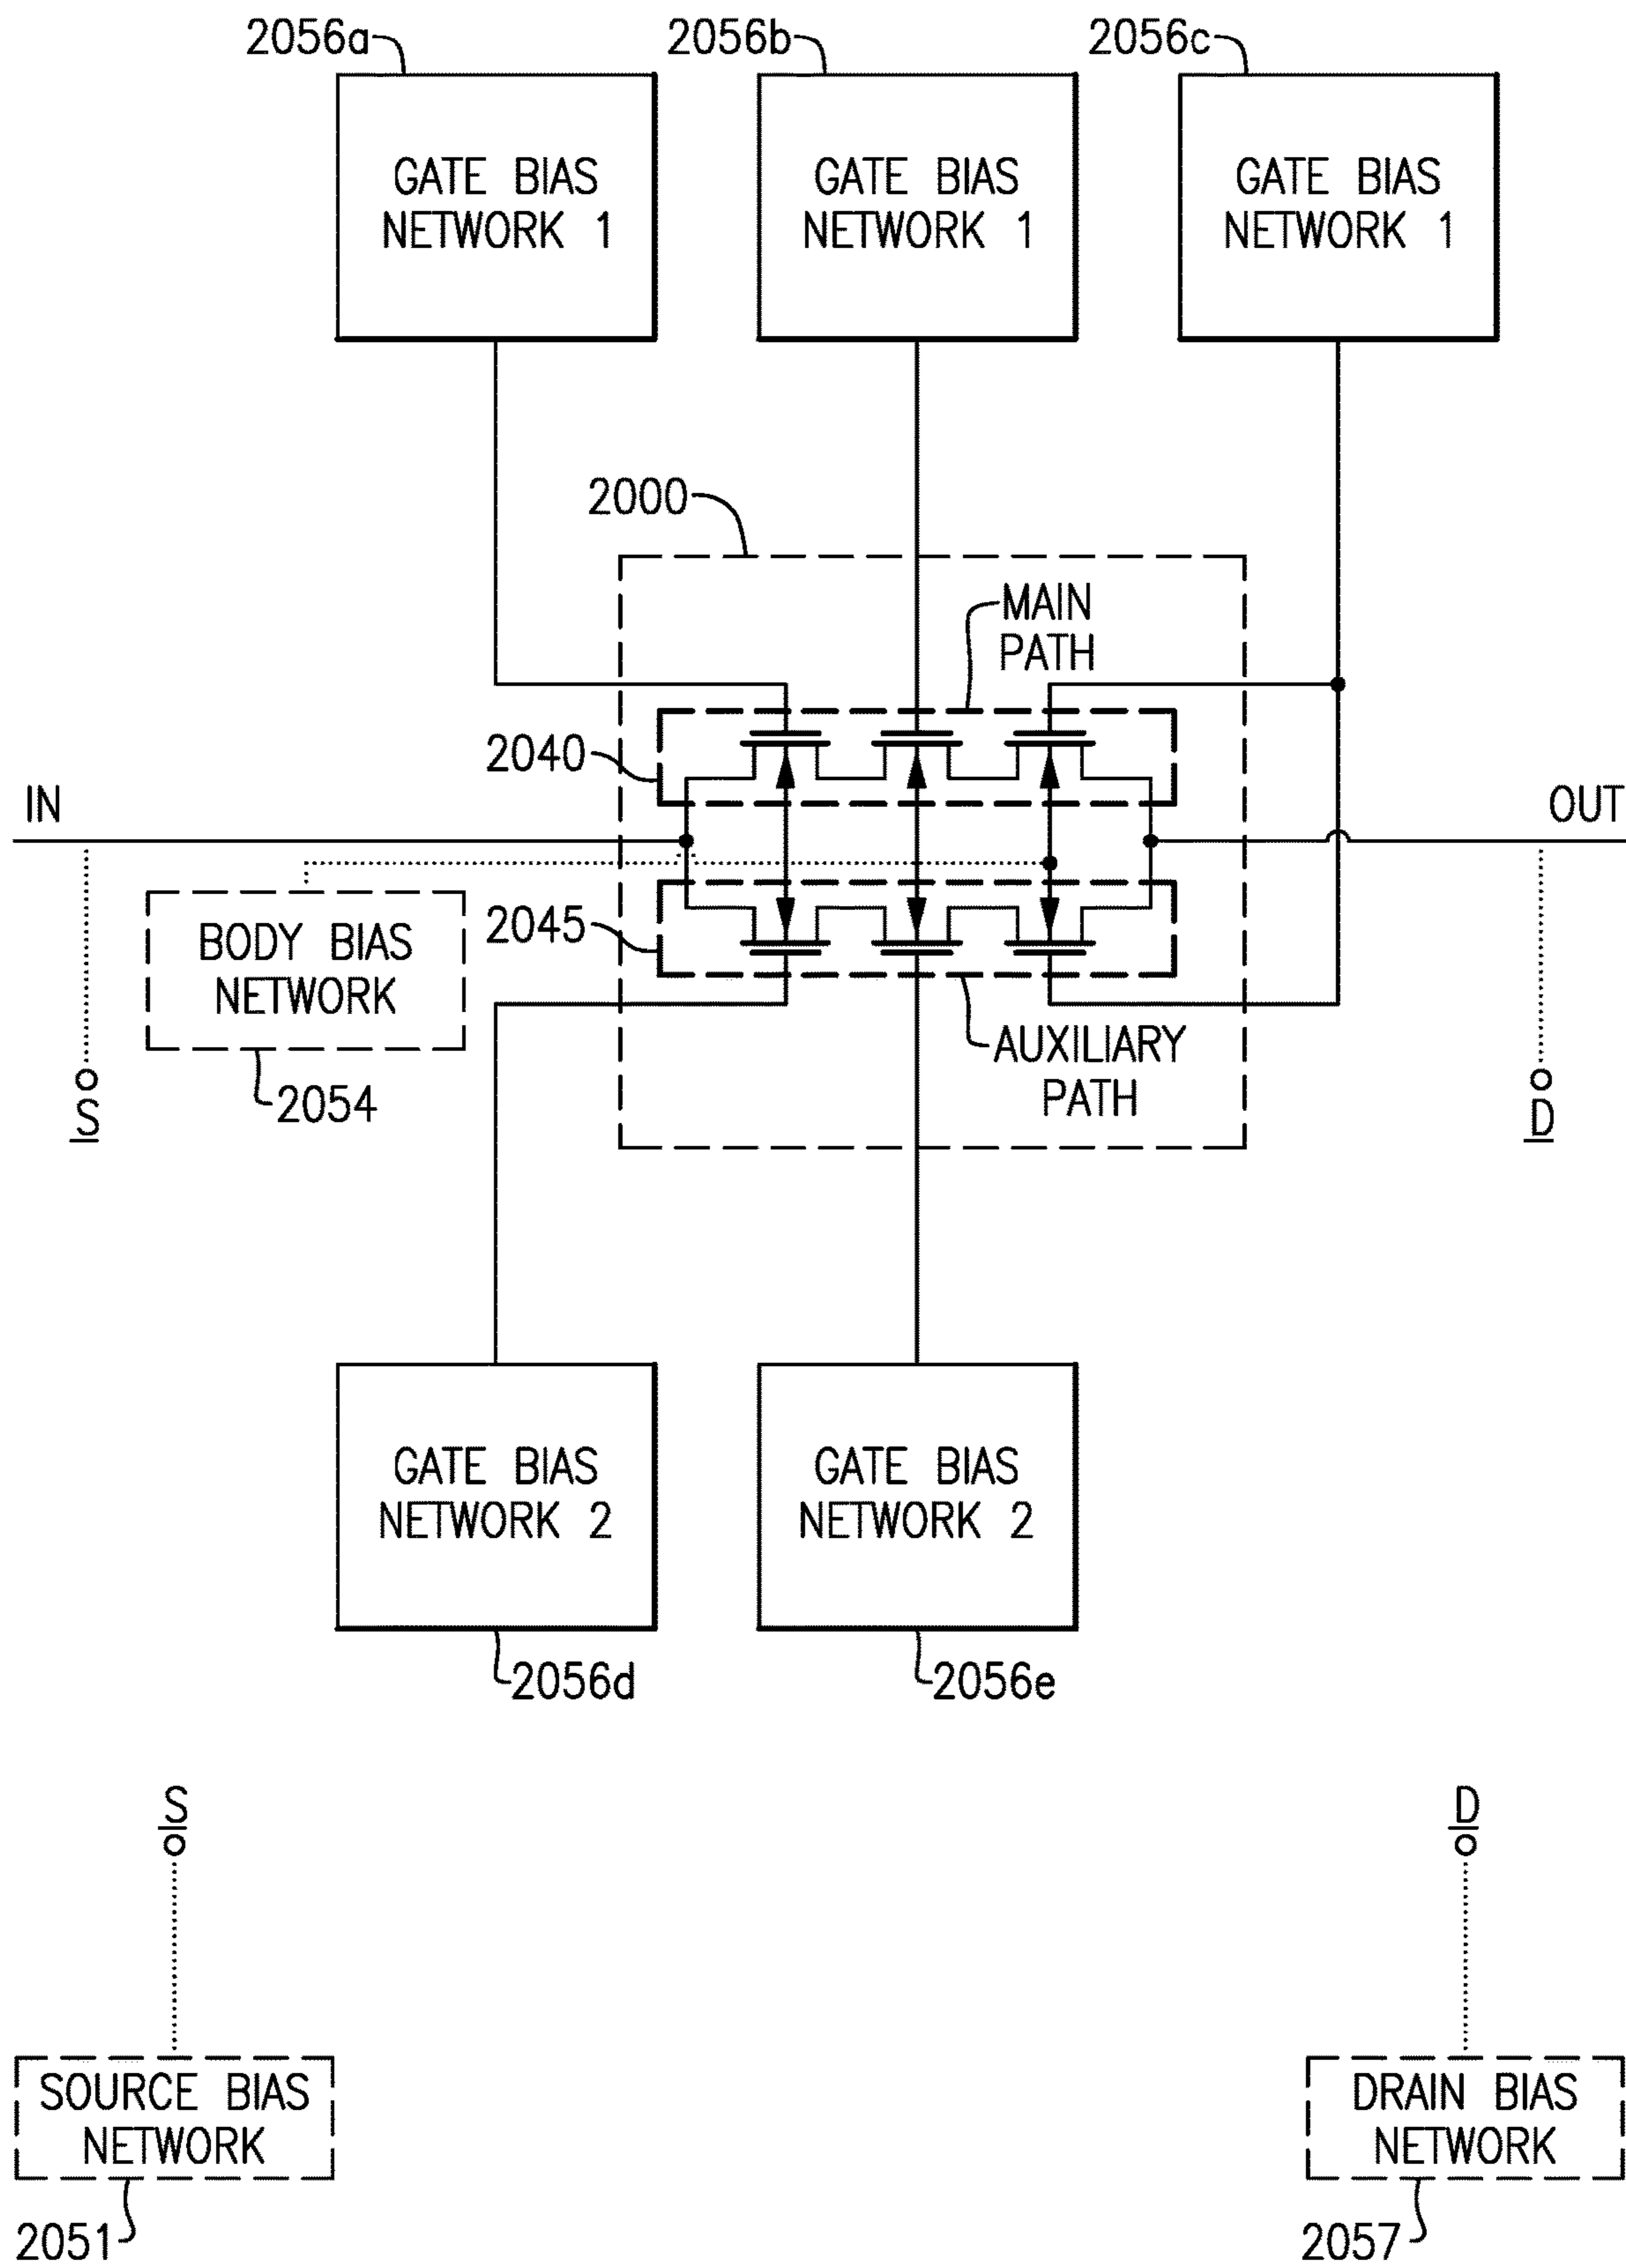 2056a
2056b
2056c
GATE BIAS
NETWORK 1
GATE BIAS
NETWORK 1
GATE BIAS
NETWORK 1
2000
MAIN
PATH
2040
IN
OUT
2045
BODY BIAS
NETWORK
AUXILIARY
PATH
2054
S
D
GATE BIAS
NETWORK 2
GATE BIAS
NETWORK 2
2056d
2056e
S
D
SOURCE BIAS
NETWORK
DRAIN BIAS
NETWORK
2051
2057